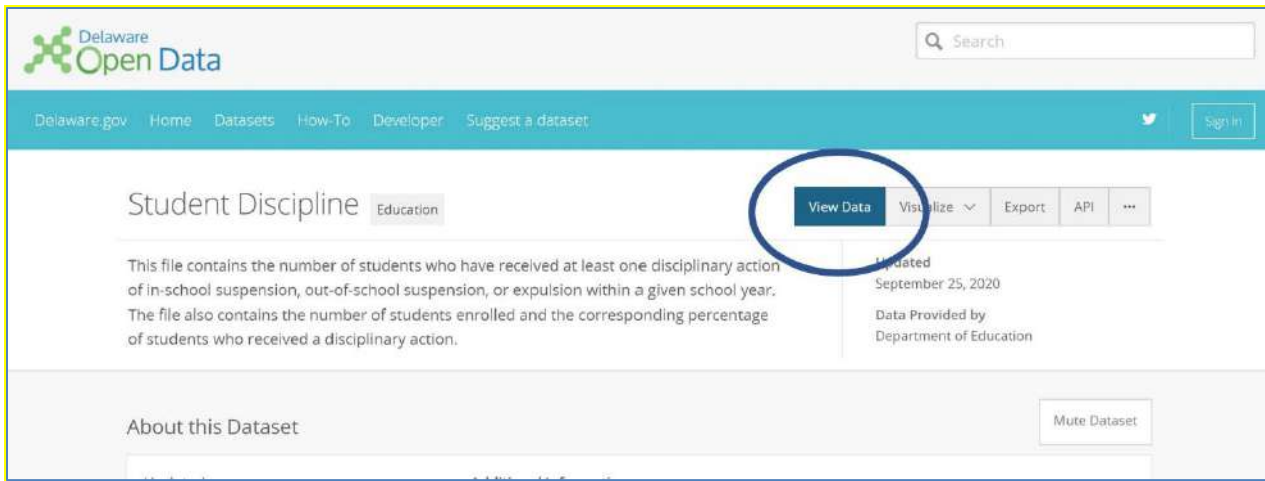 Delaware
Open Data
Search
Delaware.gov Home Datasets How-To Developer Suggest a dataset Sign In
Student Discipline Education
View Data Visualize Export API ...
This file contains the number of students who have received at least one disciplinary action
of in-school suspension, out-of-school suspension, or expulsion within a given school year.
The file also contains the number of students enrolled and the corresponding percentage
of students who received a disciplinary action.
Updated
September 25, 2020
Data Provided by
Department of Education
About this Dataset
Mute Dataset